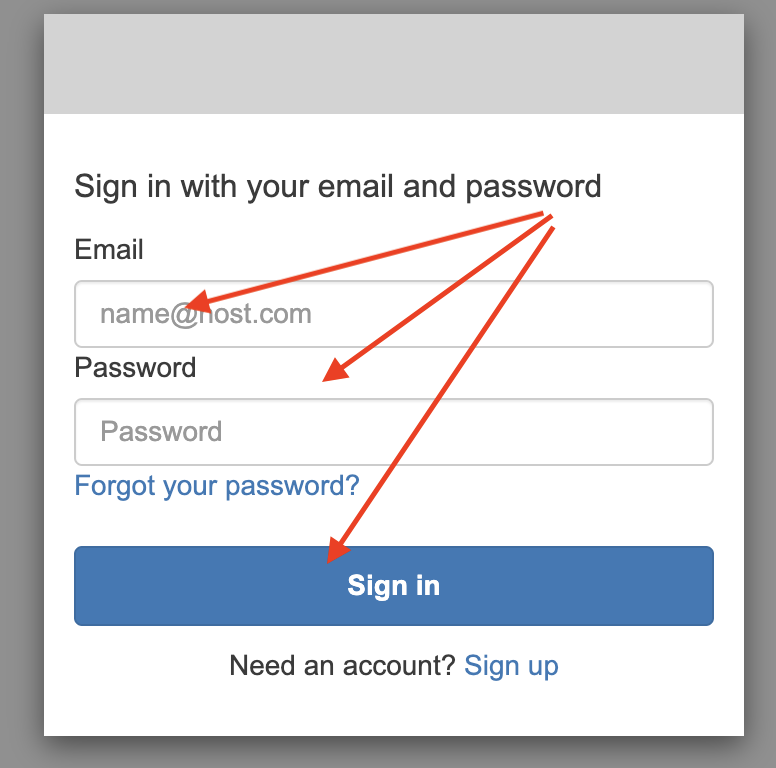 Sign in with your email and password
Email
name@host.com
Password
Password
Forgot your password?
Sign in
Need an account? Sign up